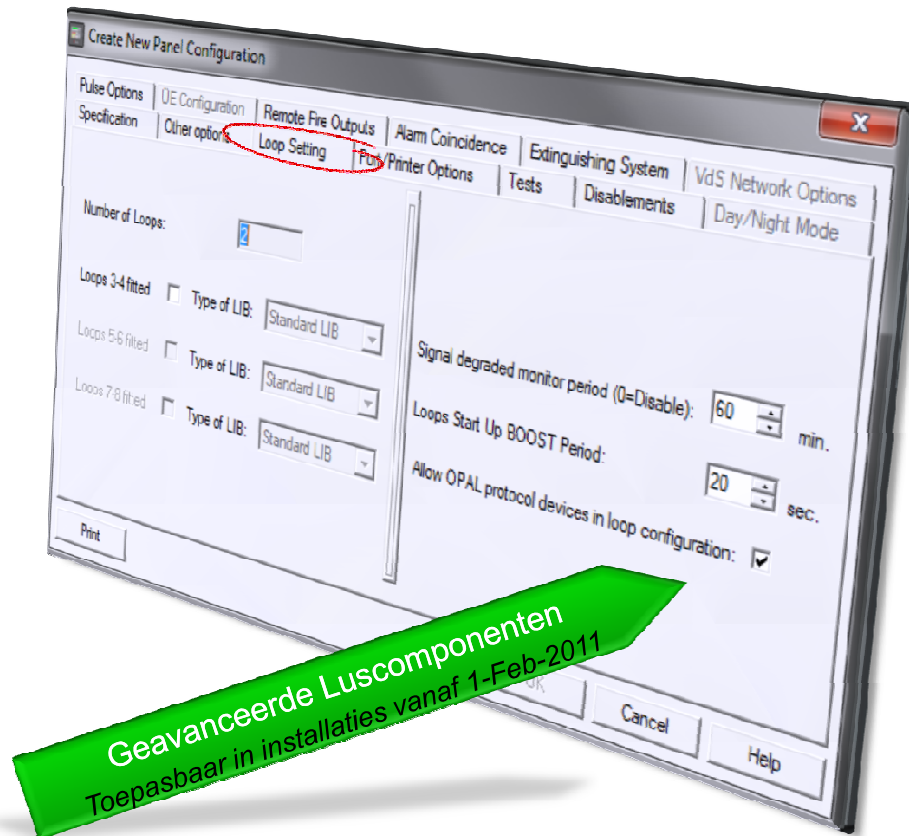 Create New Panel Configuration
Pulse Options
OE Configuration
Remote Fire Outputs
Alarm Coincidence
Extinguishing System
VdS Network Options
Specification
Other options
Loop Setting
Port/Printer Options
Tests
Disablements
Day/Night Mode
Number of Loops:
2
Loops 3-4 fitted
Type of LIB:
Standard LIB
Loops 5-6 fitted
Type of LIB:
Standard LIB
Loops 7-8 fitted
Type of LIB:
Standard LIB
Signal degraded monitor period (0=Disable):
60
min.
Loops Start Up BOOST Period:
20
sec.
Allow OPAL protocol devices in loop configuration:
Print
OK
Cancel
Help
Geavanceerde Luscomponenten
Toepasbaar in installaties vanaf 1-Feb-2011